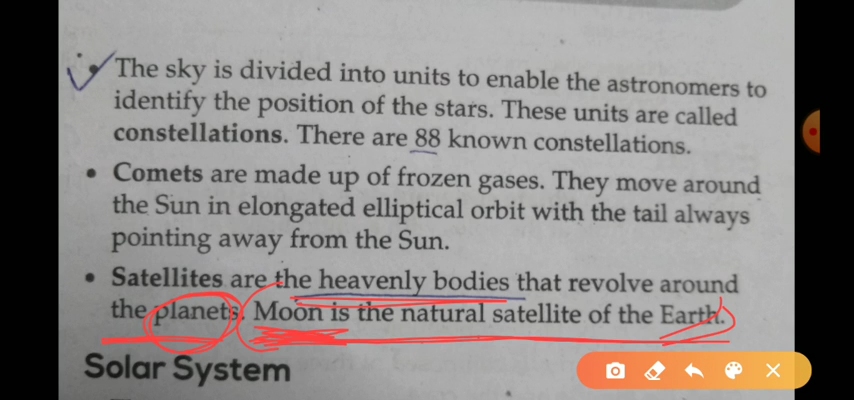 • The sky is divided into units to enable the astronomers to
identify the position of the stars. These units are called
constellations. There are 88 known constellations.
• Comets are made up of frozen gases. They move around
the Sun in elongated elliptical orbit with the tail always
pointing away from the Sun.
• Satellites are the heavenly bodies that revolve around
the planets. Moon is the natural satellite of the Earth.
Solar System